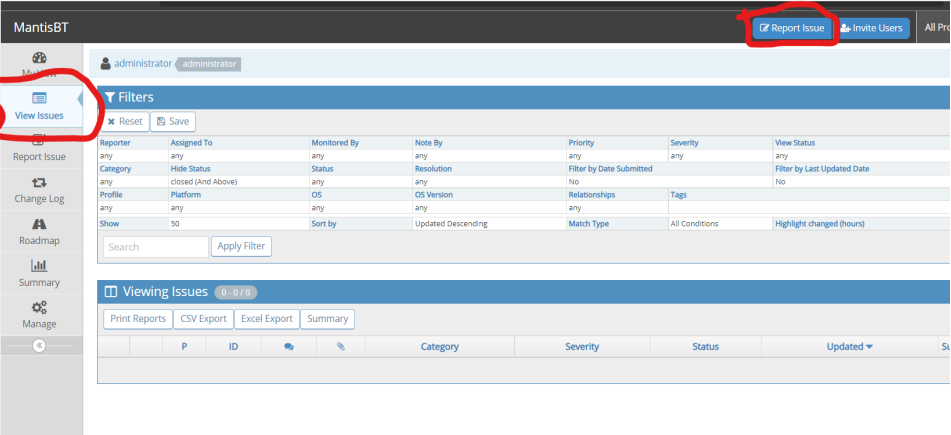 MantisBT
Report Issue
Invite Users
administrator administrator
View Issues
Report Issue
Change Log
Roadmap
Summary
Manage
Filters
Reset Save
Reporter Assigned To Monitored By Note By Priority Severity View Status
any any any any any any any
Category Hide Status Status Resolution Filter by Date Submitted Filter by Last Updated Date
any closed (And Above) any any No No
Profile Platform OS OS Version Relationships Tags
any any any any any
Show 50 Sort by Updated Descending Match Type All Conditions Highlight changed (hours)
Search Apply Filter
Viewing Issues 0 - 0 / 0
Print Reports CSV Export Excel Export Summary
P ID Category Severity Status Updated